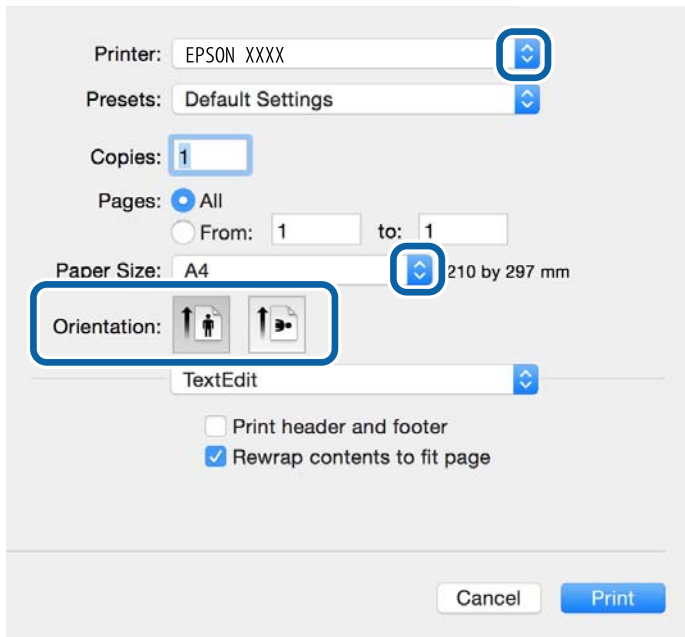 Printer: EPSON XXXX
Presets: Default Settings
Copies: 1
Pages: All
From: 1 to: 1
Paper Size: A4 210 by 297 mm
Orientation:
TextEdit
Print header and footer
Rewrap contents to fit page
Cancel Print